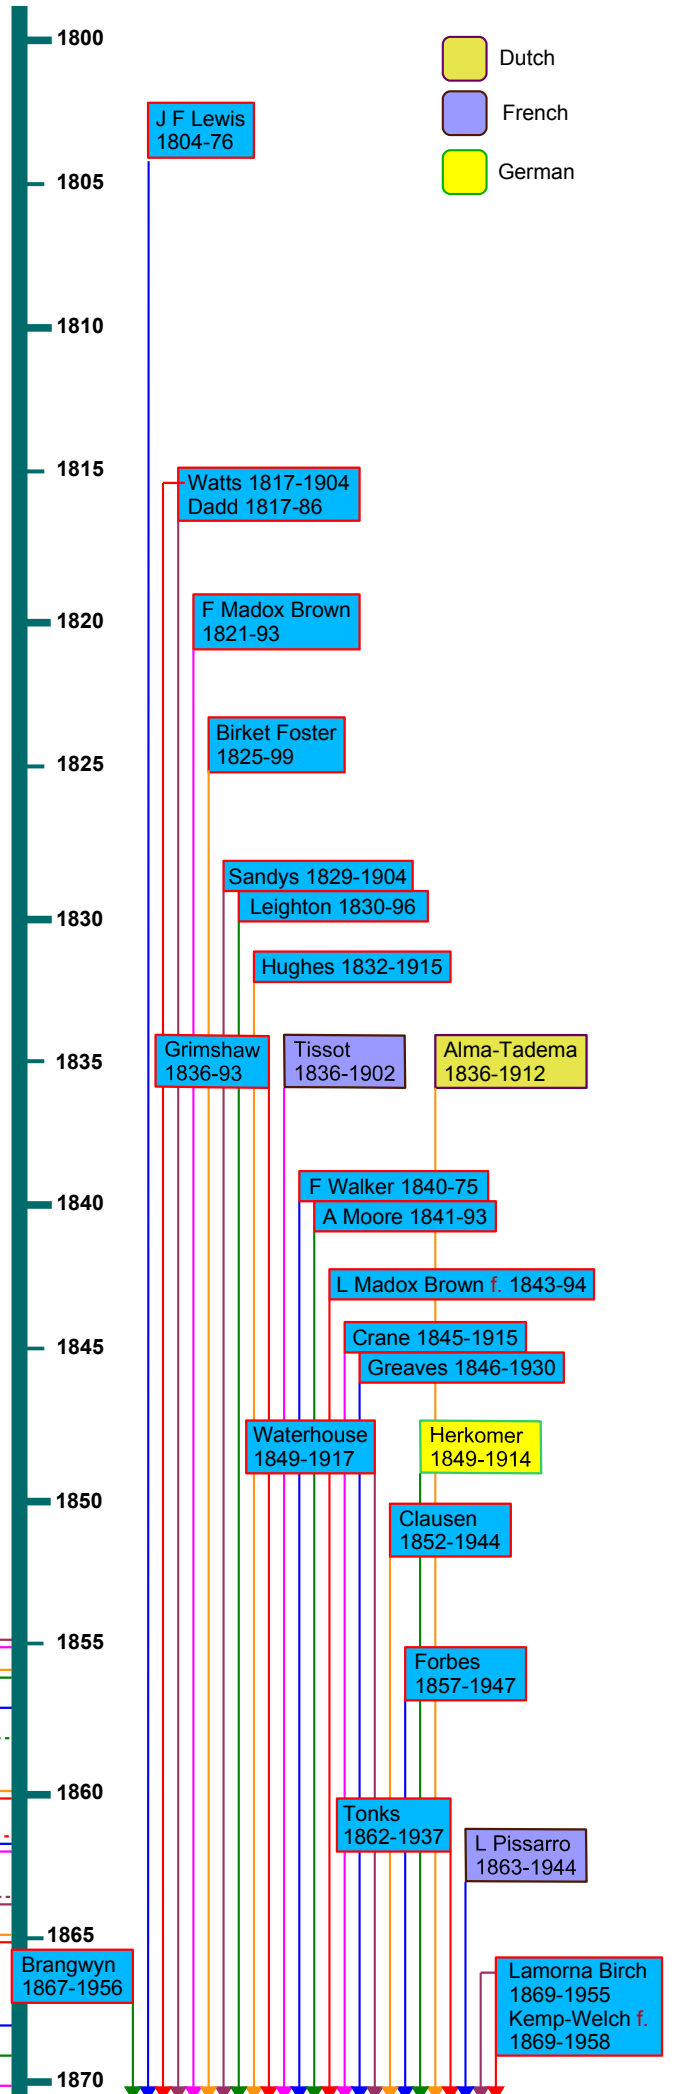 1800
Dutch
French
J F Lewis
1804-76
German
1805
1810
1815
Watts 1817-1904
Dadd 1817-86
F Madox Brown
1821-93
1820
Birket Foster
1825-99
1825
Sandys 1829-1904
Leighton 1830-96
1830
Hughes 1832-1915
1835
Grimshaw
1836-93
Tissot
1836-1902
Alma-Tadema
1836-1912
F Walker 1840-75
1840
A Moore 1841-93
L Madox Brown f. 1843-94
Crane 1845-1915
1845
Greaves 1846-1930
Waterhouse
1849-1917
Herkomer
1849-1914
1850
Clausen
1852-1944
1855
Forbes
1857-1947
1860
Tonks
1862-1937
L Pissarro
1863-1944
1865
Brangwyn
1867-1956
Lamorna Birch
1869-1955
Kemp-Welch f.
1869-1958
1870